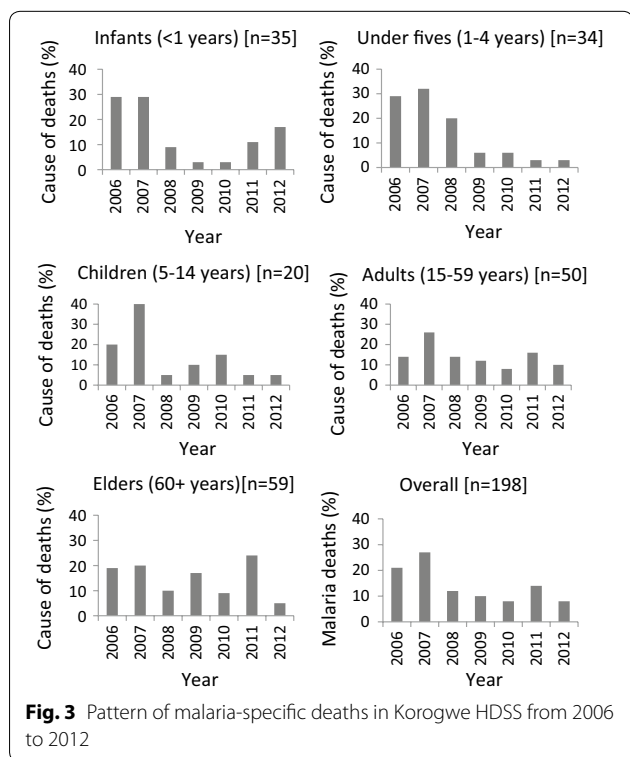 Infants (<1 years) [n=35]
Cause of deaths (%)
40
30
20
10
0
2006 2007 2008 2009 2010 2011 2012
Year
Under fives (1-4 years) [n=34]
Cause of deaths (%)
40
30
20
10
0
2006 2007 2008 2009 2010 2011 2012
Year
Children (5-14 years) [n=20]
Cause of deaths (%)
40
30
20
10
0
2006 2007 2008 2009 2010 2011 2012
Year
Adults (15-59 years) [n=50]
Cause of deaths (%)
40
30
20
10
0
2006 2007 2008 2009 2010 2011 2012
Year
Elders (60+ years)[n=59]
Cause of deaths (%)
40
30
20
10
0
2006 2007 2008 2009 2010 2011 2012
Year
Overall [n=198]
Malaria deaths (%)
40
30
20
10
0
2006 2007 2008 2009 2010 2011 2012
Year
Fig. 3 Pattern of malaria-specific deaths in Korogwe HDSS from 2006
to 2012